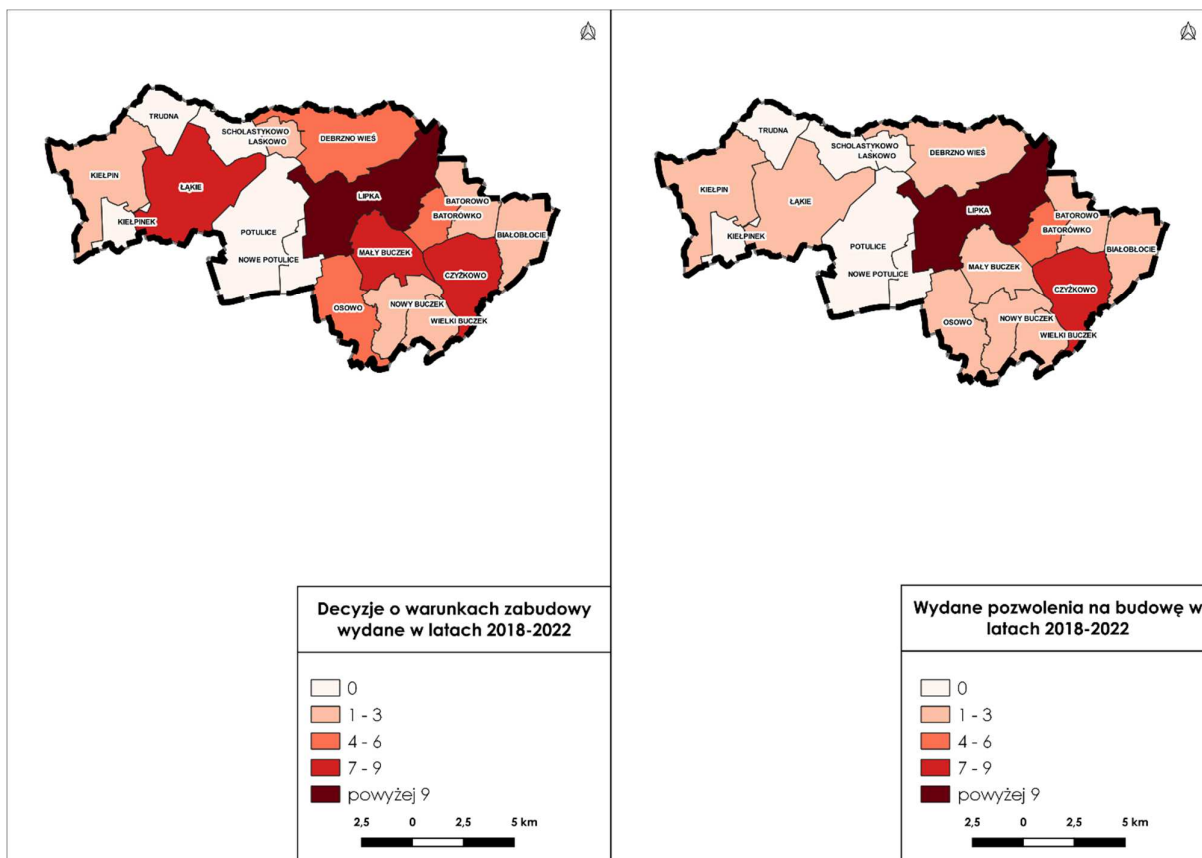 TRUDNA
SCHOLASTYKOWO
LASKOWO
DEBRZNO WIEŚ
KIEŁPIN
ŁĄKIE
LIPKA
BATOROWO
BATORÓWKO
KIEŁPINEK
BIAŁOBŁOCIE
POTULICE
MAŁY BUCZEK
NOWE POTULICE
CZYŻKOWO
OSOWO
NOWY BUCZEK
WIELKI BUCZEK
Decyzje o warunkach zabudowy
wydane w latach 2018-2022
0
1 - 3
4 - 6
7 - 9
powyżej 9
2,5 0 2,5 5 km
TRUDNA
SCHOLASTYKOWO
LASKOWO
DEBRZNO WIEŚ
KIEŁPIN
ŁĄKIE
LIPKA
BATOROWO
BATORÓWKO
KIEŁPINEK
BIAŁOBŁOCIE
POTULICE
MAŁY BUCZEK
NOWE POTULICE
CZYŻKOWO
OSOWO
NOWY BUCZEK
WIELKI BUCZEK
Wydane pozwolenia na budowę w
latach 2018-2022
0
1 - 3
4 - 6
7 - 9
powyżej 9
2,5 0 2,5 5 km